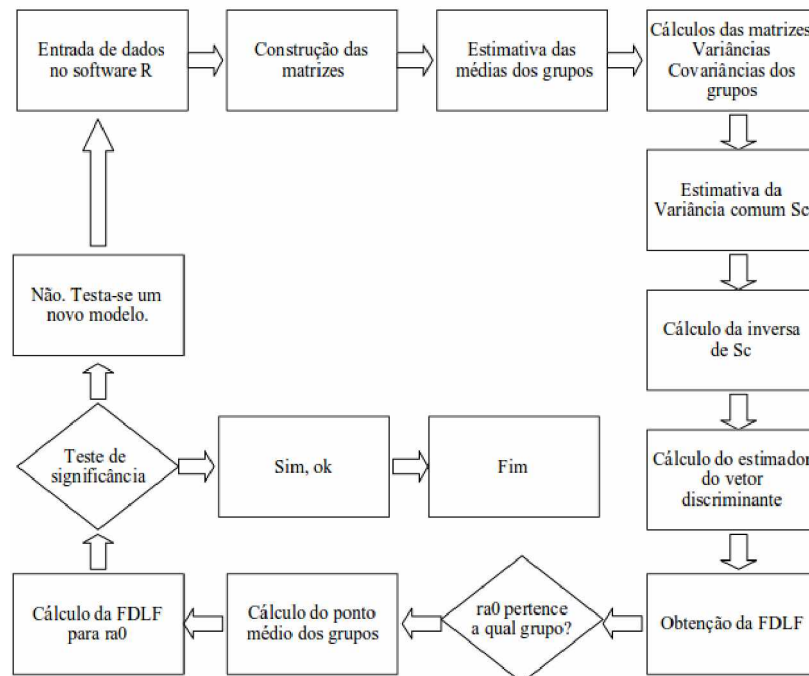 Entrada de dados
no software R
Construção das
matrizes
Estimativa das
médias dos grupos
Cálculos das matrizes
Variâncias
Covariâncias dos
grupos
Estimativa da
Variância comum Sc
Cálculo da inversa
de Sc
Cálculo do estimador
do vetor
discriminante
Obtenção da FDLF
ra0 pertence
a qual grupo?
Cálculo do ponto
médio dos grupos
Cálculo da FDLF
para ra0
Teste de
significância
Não. Testa-se um
novo modelo.
Sim, ok
Fim